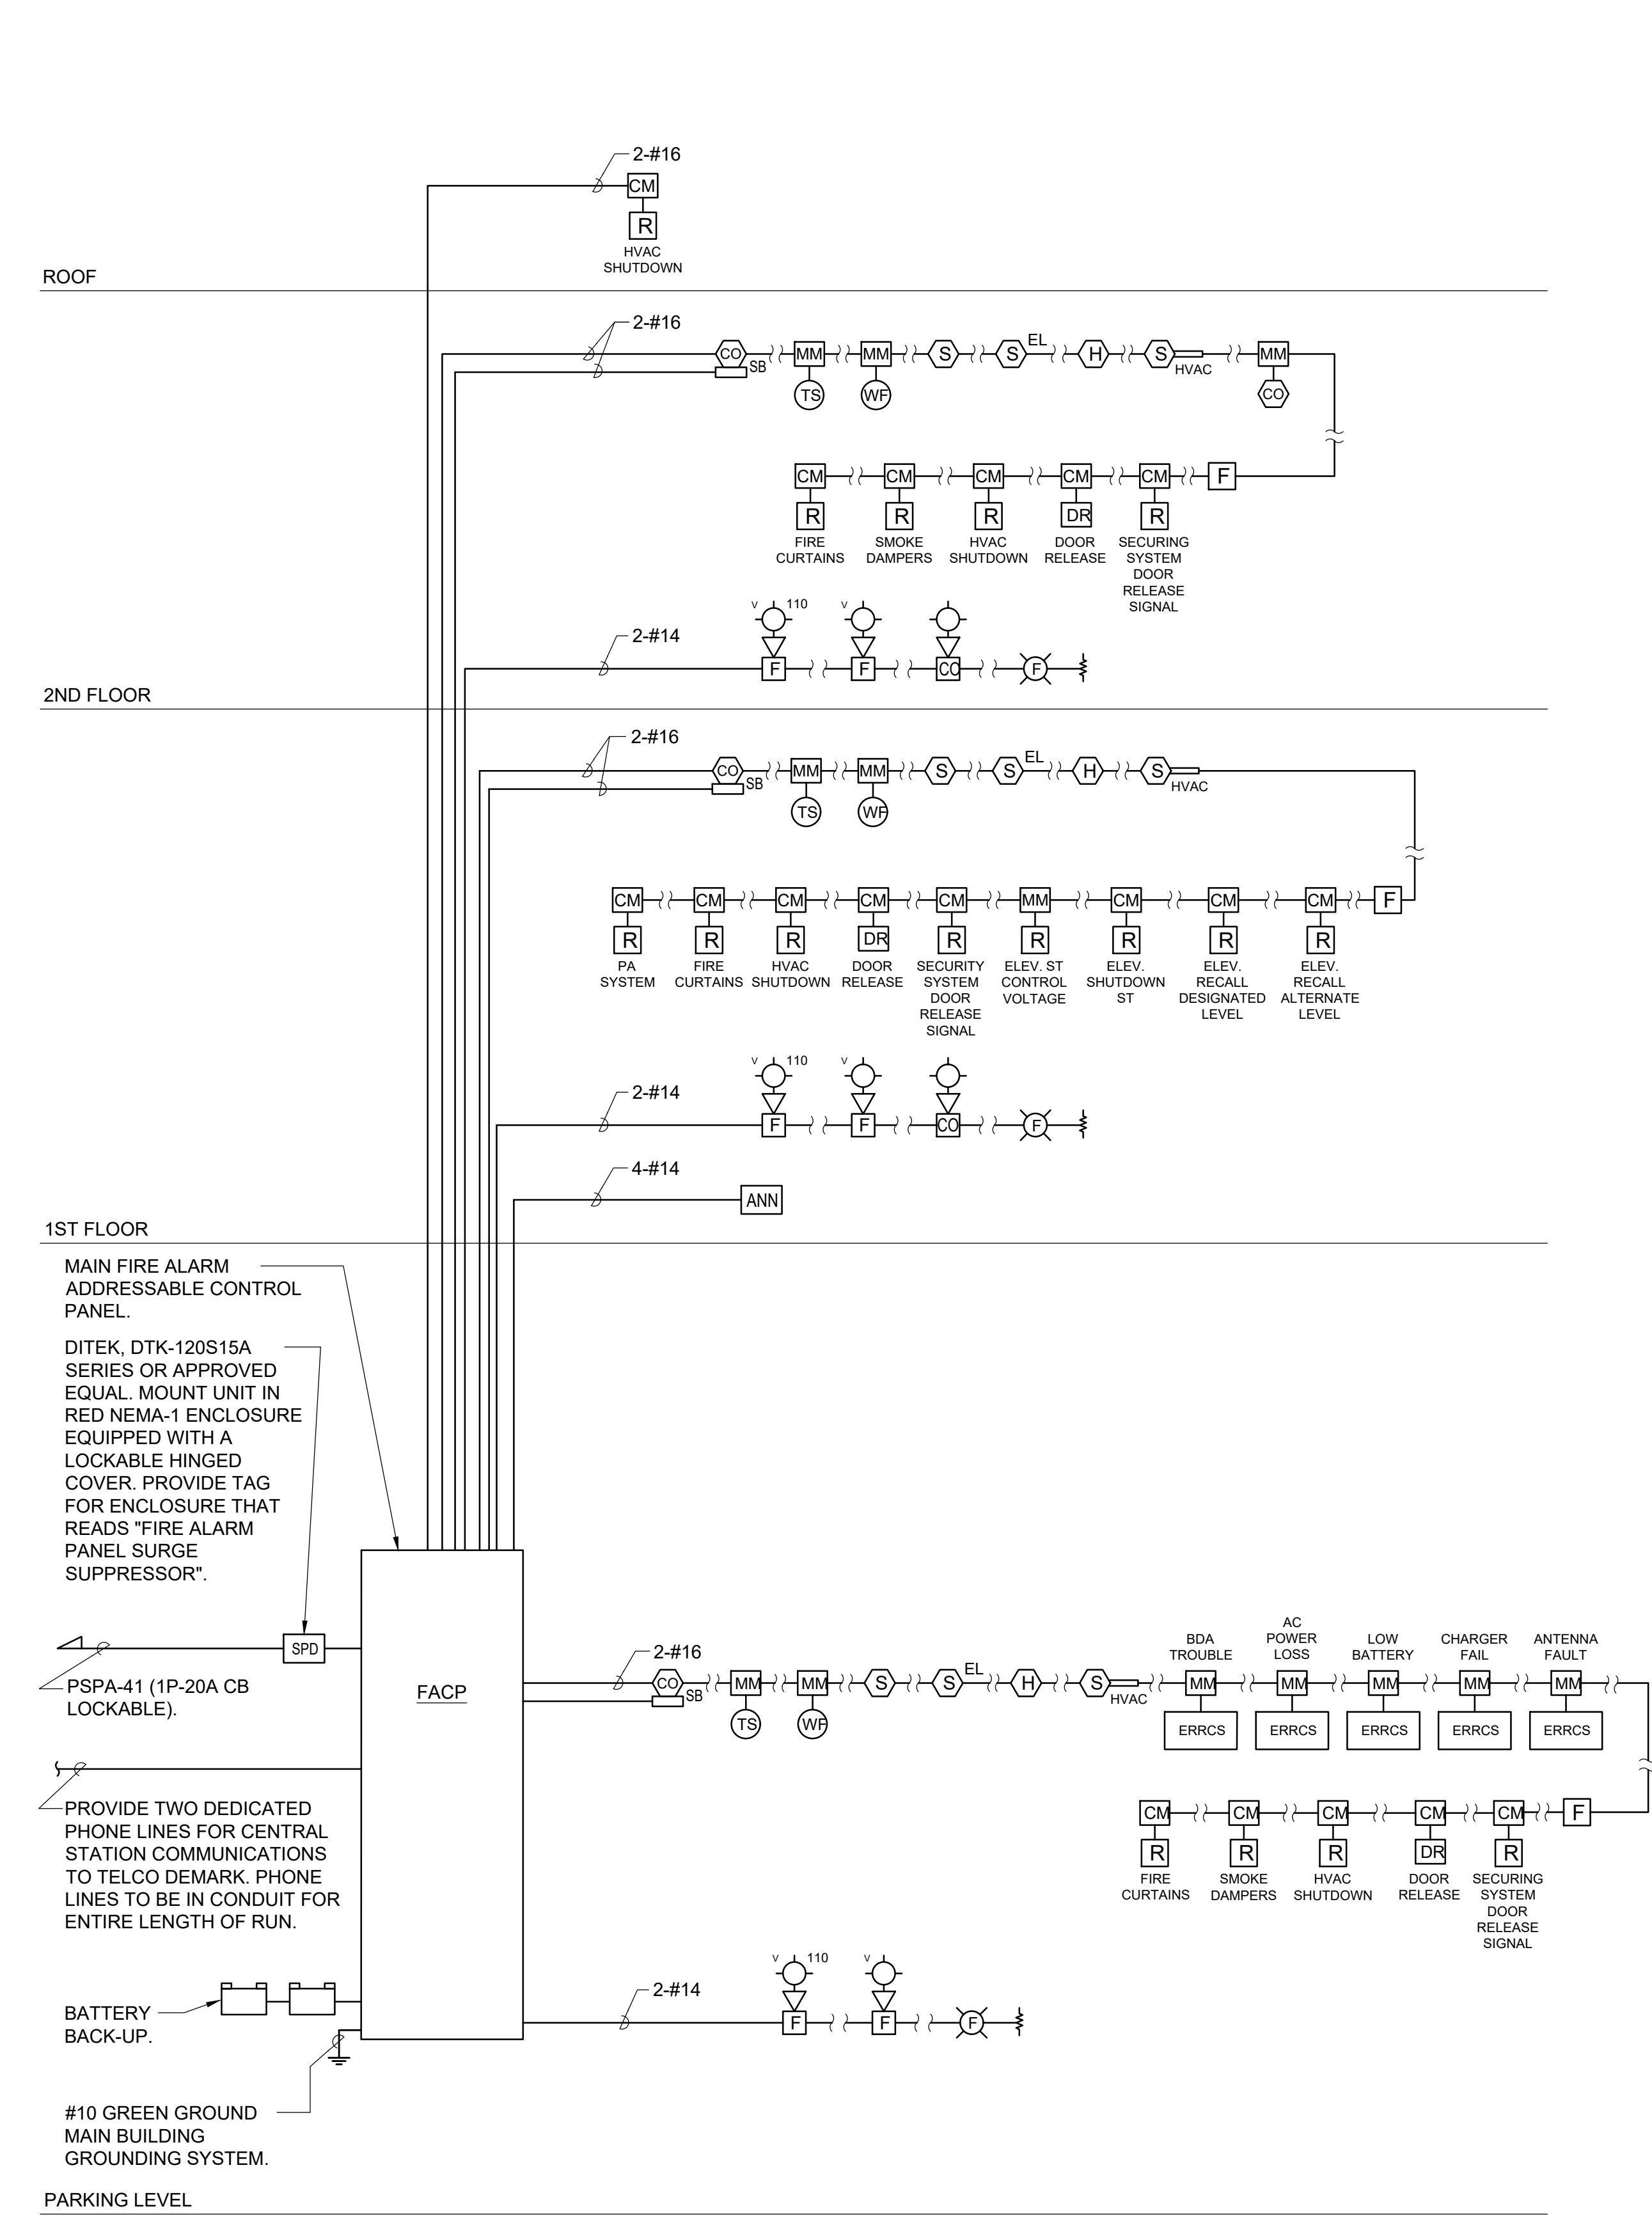 2-#16
CM
R
HVAC
SHUTDOWN
ROOF
2-#16
CO SB MM MM S S EL H S HVAC MM
TS WF CO
CM CM CM CM CM F
R R R DR R
FIRE CURTAINS
SMOKE DAMPERS
HVAC SHUTDOWN
DOOR RELEASE
SECURING
SYSTEM
DOOR
RELEASE
SIGNAL
V 110 V
2-#14
F F CO F
2ND FLOOR
2-#16
CO SB MM MM S S EL H S HVAC
TS WF
CM CM CM CM CM MM CM CM CM F
R R R DR R R R R R
PA
SYSTEM
FIRE
CURTAINS
HVAC
SHUTDOWN
DOOR
RELEASE
SECURITY
SYSTEM
DOOR
RELEASE
SIGNAL
ELEV. ST
CONTROL
VOLTAGE
ELEV.
SHUTDOWN
ST
ELEV.
RECALL
DESIGNATED
LEVEL
ELEV.
RECALL
ALTERNATE
LEVEL
V 110 V
2-#14
F F CO F
4-#14
ANN
1ST FLOOR
MAIN FIRE ALARM
ADDRESSABLE CONTROL
PANEL.
DITEK, DTK-120S15A
SERIES OR APPROVED
EQUAL. MOUNT UNIT IN
RED NEMA-1 ENCLOSURE
EQUIPPED WITH A
LOCKABLE HINGED
COVER. PROVIDE TAG
FOR ENCLOSURE THAT
READS "FIRE ALARM
PANEL SURGE
SUPPRESSOR".
SPD
PSPA-41 (1P-20A CB
LOCKABLE).
FACP
PROVIDE TWO DEDICATED
PHONE LINES FOR CENTRAL
STATION COMMUNICATIONS
TO TELCO DEMARK. PHONE
LINES TO BE IN CONDUIT FOR
ENTIRE LENGTH OF RUN.
BATTERY
BACK-UP.
#10 GREEN GROUND
MAIN BUILDING
GROUNDING SYSTEM.
2-#16
BDA
TROUBLE
AC
POWER
LOSS
LOW
BATTERY
CHARGER
FAIL
ANTENNA
FAULT
CO SB MM MM S S EL H S HVAC MM MM MM MM MM
TS WF ERRCS ERRCS ERRCS ERRCS ERRCS
CM CM CM CM CM F
R R R DR R
FIRE
CURTAINS
SMOKE
DAMPERS
HVAC
SHUTDOWN
DOOR
RELEASE
SECURING
SYSTEM
DOOR
RELEASE
SIGNAL
V 110 V
2-#14
F F F
PARKING LEVEL